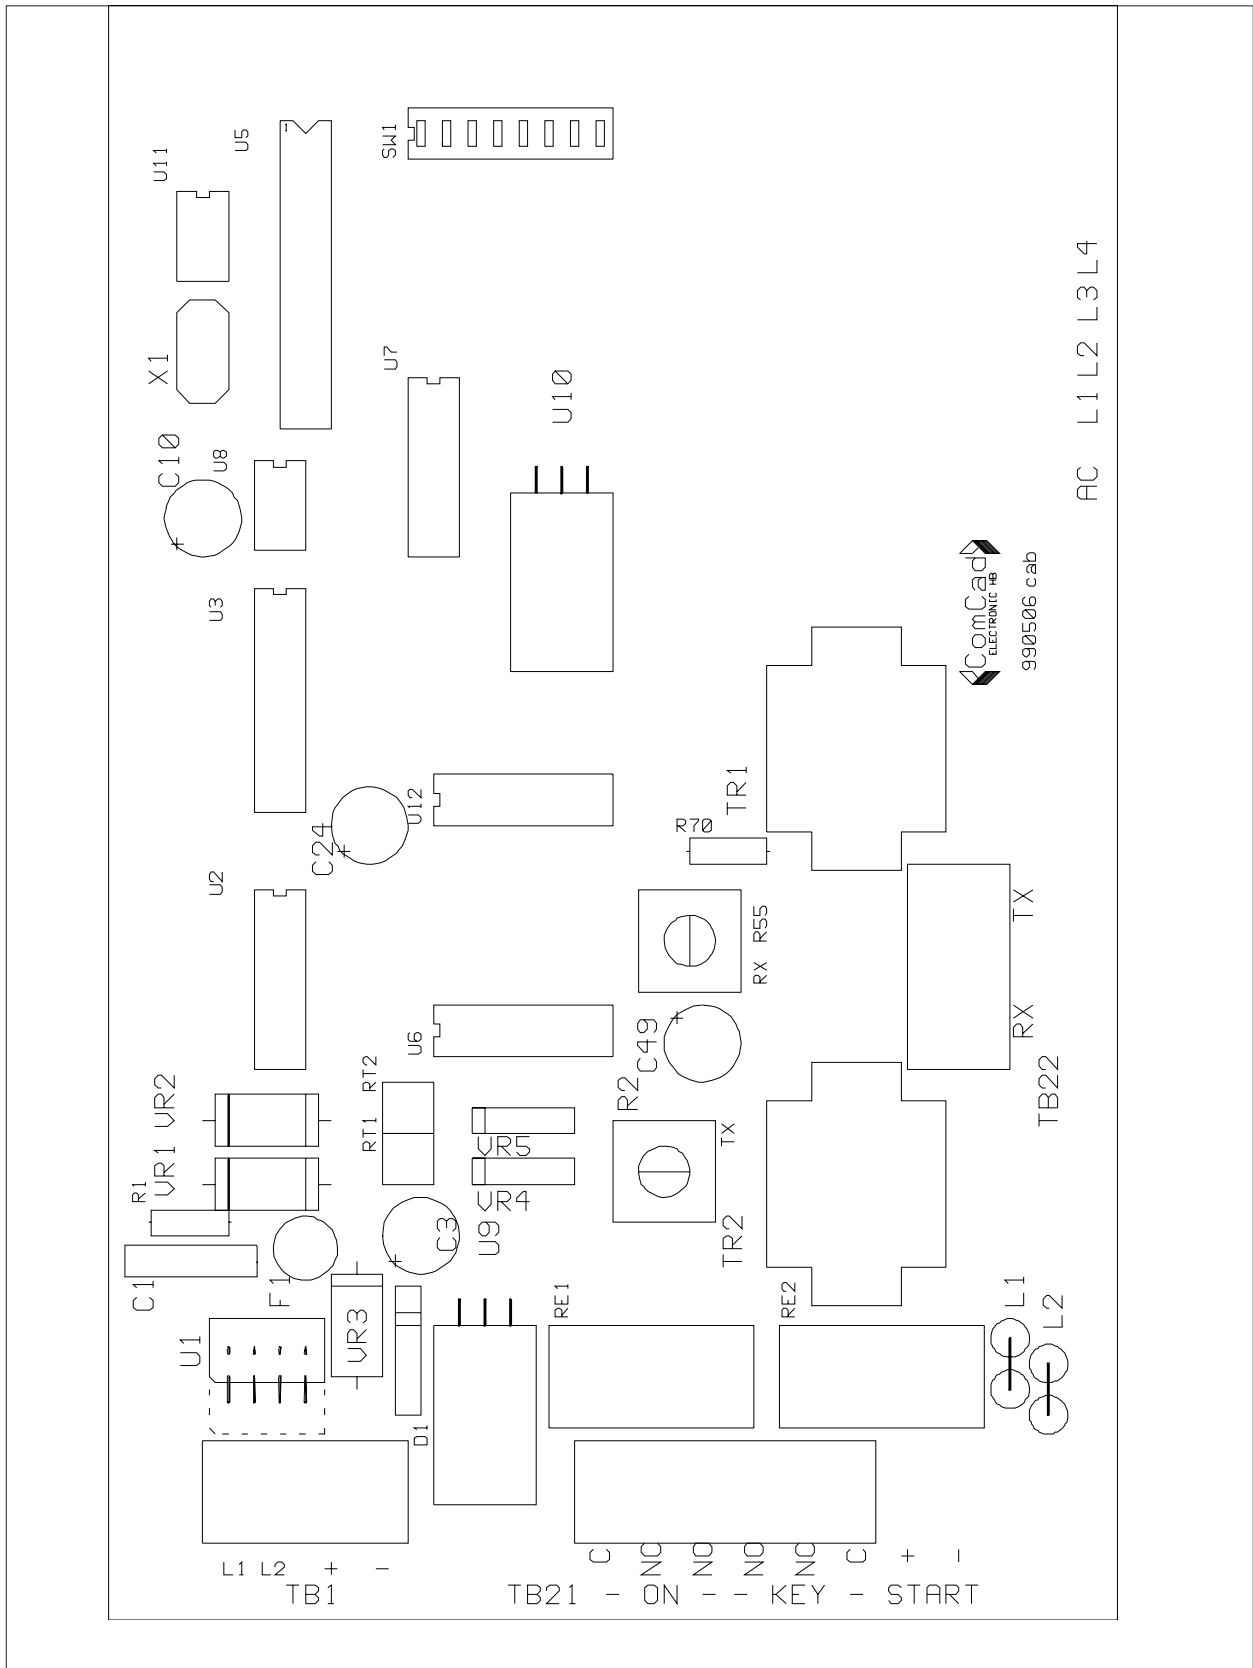 U11
U5
1
SW1
X1
U7
U10
C10
U8
L1 L2 L3 L4
AC
U3
ComCad
ELECTRONIC HB
990506 cab
C24
U12
TR1
R70
U2
RX R55
TX
RX
TB22
U6
C49
R2
RT1 RT2
VR1 VR2
VR5
VR4
TX
TR2
R1
C1
F1
C3
U9
U1
VR3
D1
RE1
RE2
L1
L2
L1 L2 + -
TB1
C NO NO NO NO C + -
TB21 - ON - - KEY - START